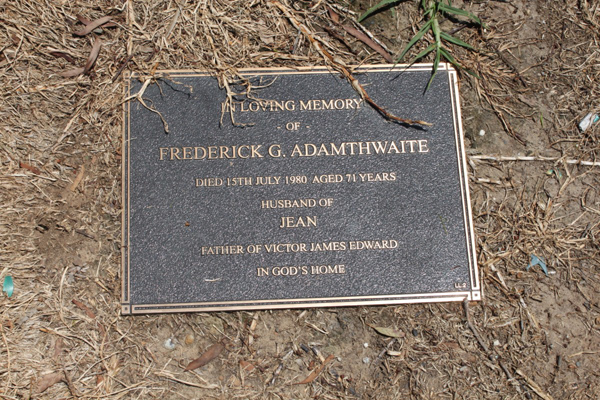 IN LOVING MEMORY
OF
FREDERICK G. ADAMTHWAITE
DIED 15TH JULY 1980 AGED 71 YEARS
HUSBAND OF
JEAN
FATHER OF VICTOR JAMES EDWARD
IN GOD'S HOME